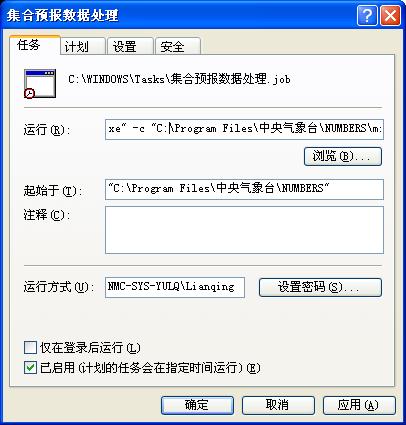 集合预报数据处理
任务 计划 设置 安全
C:\WINDOWS\Tasks\集合预报数据处理.job
运行(R): xe" -c "C:\Program Files\中央气象台\NUMBERS\m
浏览(B)...
起始于(T): "C:\Program Files\中央气象台\NUMBERS"
注释(C):
运行方式(U): NMC-SYS-YULQ\Lianqing 设置密码(S)...
仅在登录后运行(L)
已启用(计划的任务会在指定时间运行)(E)
确定 取消 应用(A)